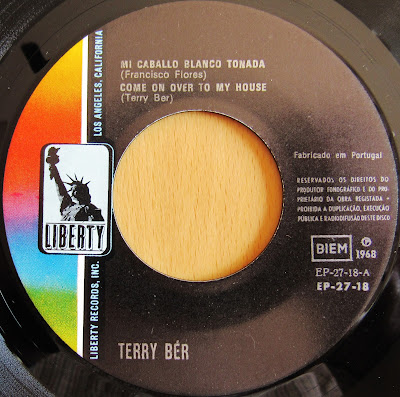 MI CABALLO BLANCO TONADA
(Francisco Flores)
COME ON OVER TO MY HOUSE
(Terry Ber)
LIBERTY RECORDS, INC. LOS ANGELES, CALIFORNIA
LIBERTY
Fabricado em Portugal
RESERVADOS OS DIREITOS DO
PRODUTOR FONOGRÁFICO E DO PRO-
PRIETÁRIO DA OBRA REGISTADA -
PROIBIDA A DUPLICAÇÃO, EXECUÇÃO
PÚBLICA E RADIODIFUSÃO DESTE DISCO
BIEM
Ⓟ
1968
EP-27-18-A
EP-27-18
TERRY BÉR